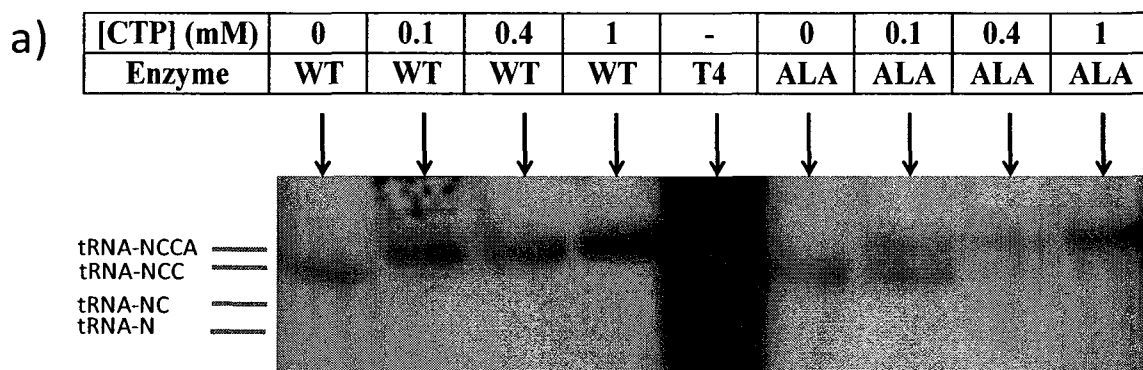 a)
[CTP] (mM) 0 0.1 0.4 1 - 0 0.1 0.4 1
Enzyme WT WT WT WT T4 ALA ALA ALA ALA
tRNA-NCCA
tRNA-NCC
tRNA-NC
tRNA-N